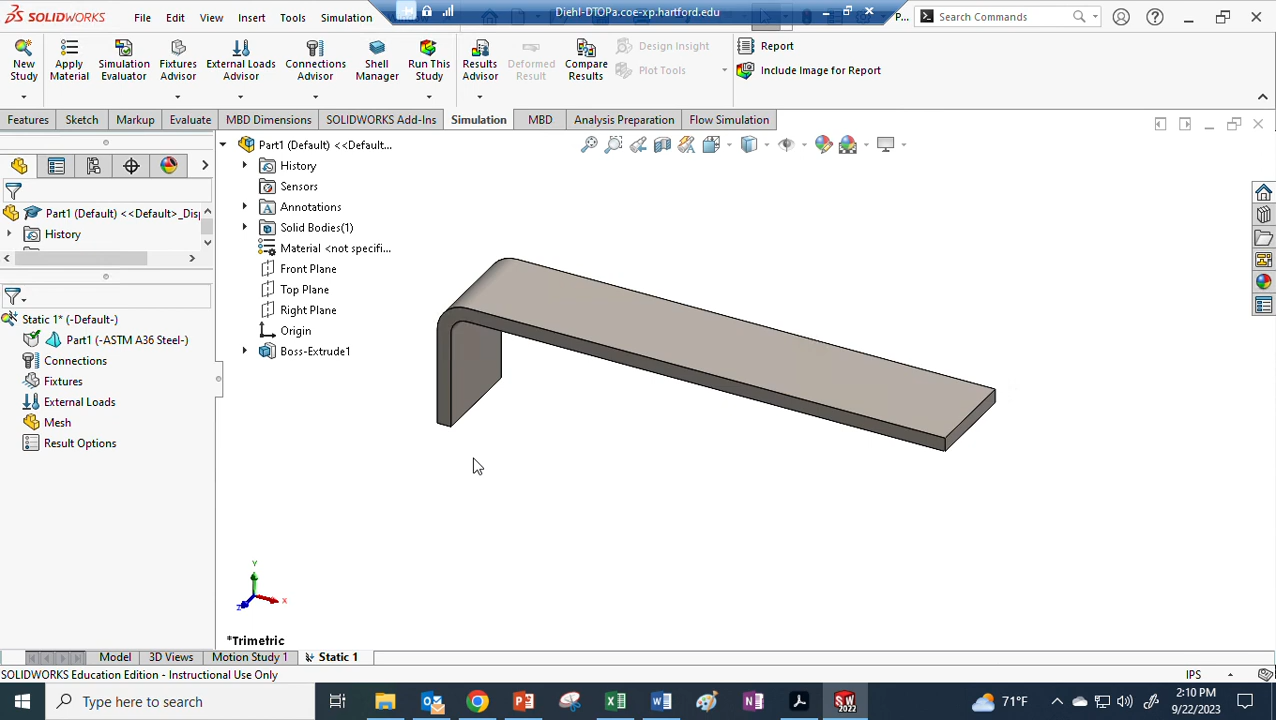 SOLIDWORKS File Edit View Insert Tools Simulation
Diehl-DTOPa.coe-xp.hartford.edu
P... Search Commands
New Study
Apply Material
Simulation Evaluator
Fixtures Advisor
External Loads Advisor
Connections Advisor
Shell Manager
Run This Study
Results Advisor
Deformed Result
Compare Results
Design Insight
Plot Tools
Report
Include Image for Report
Features Sketch Markup Evaluate MBD Dimensions SOLIDWORKS Add-Ins Simulation MBD Analysis Preparation Flow Simulation
Part1 (Default) <<Default>_Disp
History
Static 1* (-Default-)
Part1 (-ASTM A36 Steel-)
Connections
Fixtures
External Loads
Mesh
Result Options
Part1 (Default) <<Default...
History
Sensors
Annotations
Solid Bodies(1)
Material <not specifi...
Front Plane
Top Plane
Right Plane
Origin
Boss-Extrude1
Y
X
Z
*Trimetric
Model 3D Views Motion Study 1 Static 1
SOLIDWORKS Education Edition - Instructional Use Only
IPS
Type here to search
SW 2022
71°F
2:10 PM
9/22/2023